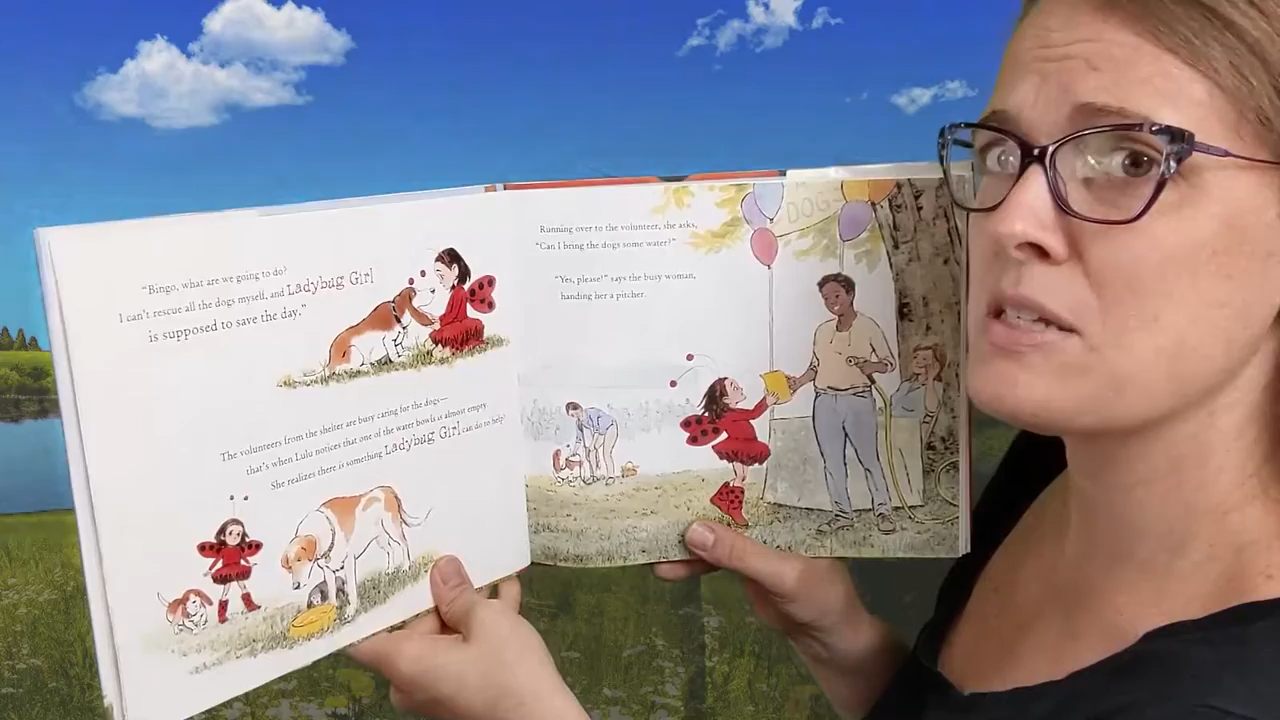 "Bingo, what are we going to do?
I can't rescue all the dogs myself, and Ladybug Girl
is supposed to save the day."
The volunteers from the shelter are busy caring for the dogs—
that's when Lulu notices that one of the water bowls is almost empty.
She realizes there is something Ladybug Girl can do to help!
Running over to the volunteer, she asks,
"Can I bring the dogs some water?"
"Yes, please!" says the busy woman,
handing her a pitcher.
DOG